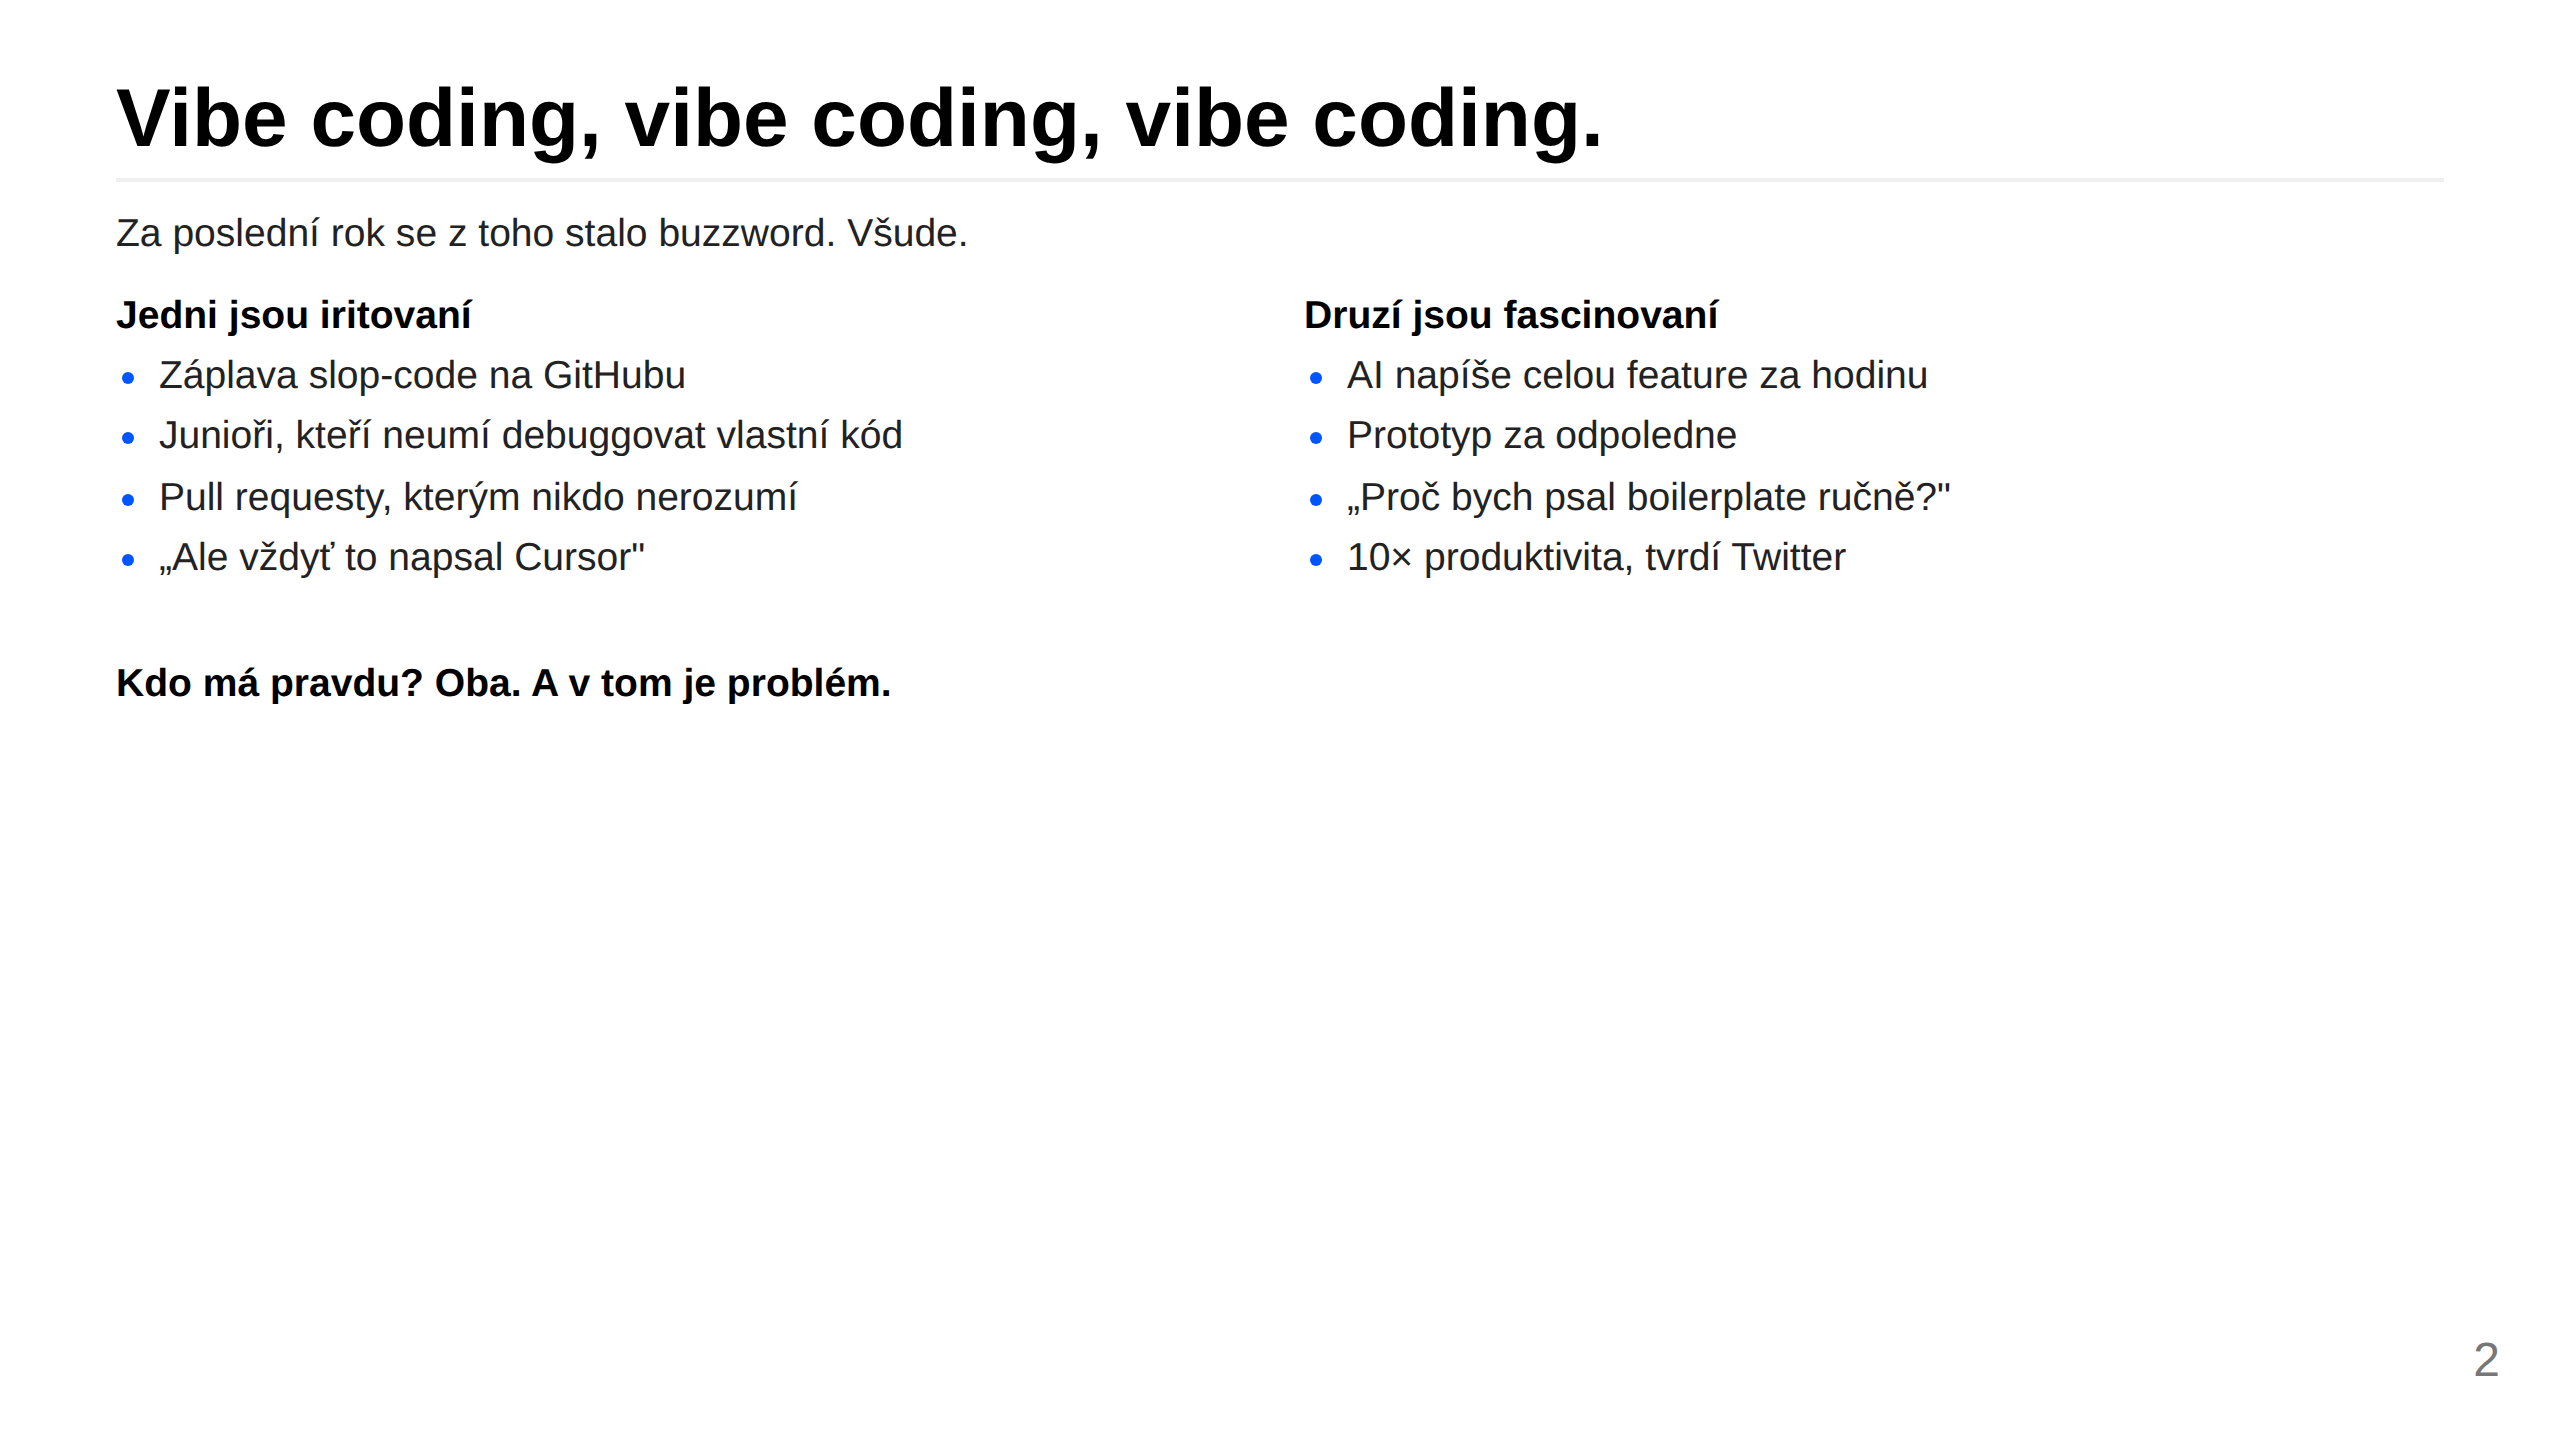 Vibe coding, vibe coding, vibe coding.
Za poslední rok se z toho stalo buzzword. Všude.
Jedni jsou iritovaní
Záplava slop-code na GitHubu
Junioři, kteří neumí debuggovat vlastní kód
Pull requesty, kterým nikdo nerozumí
„Ale vždyť to napsal Cursor"
Druzí jsou fascinovaní
AI napíše celou feature za hodinu
Prototyp za odpoledne
„Proč bych psal boilerplate ručně?"
10× produktivita, tvrdí Twitter
Kdo má pravdu? Oba. A v tom je problém.
2